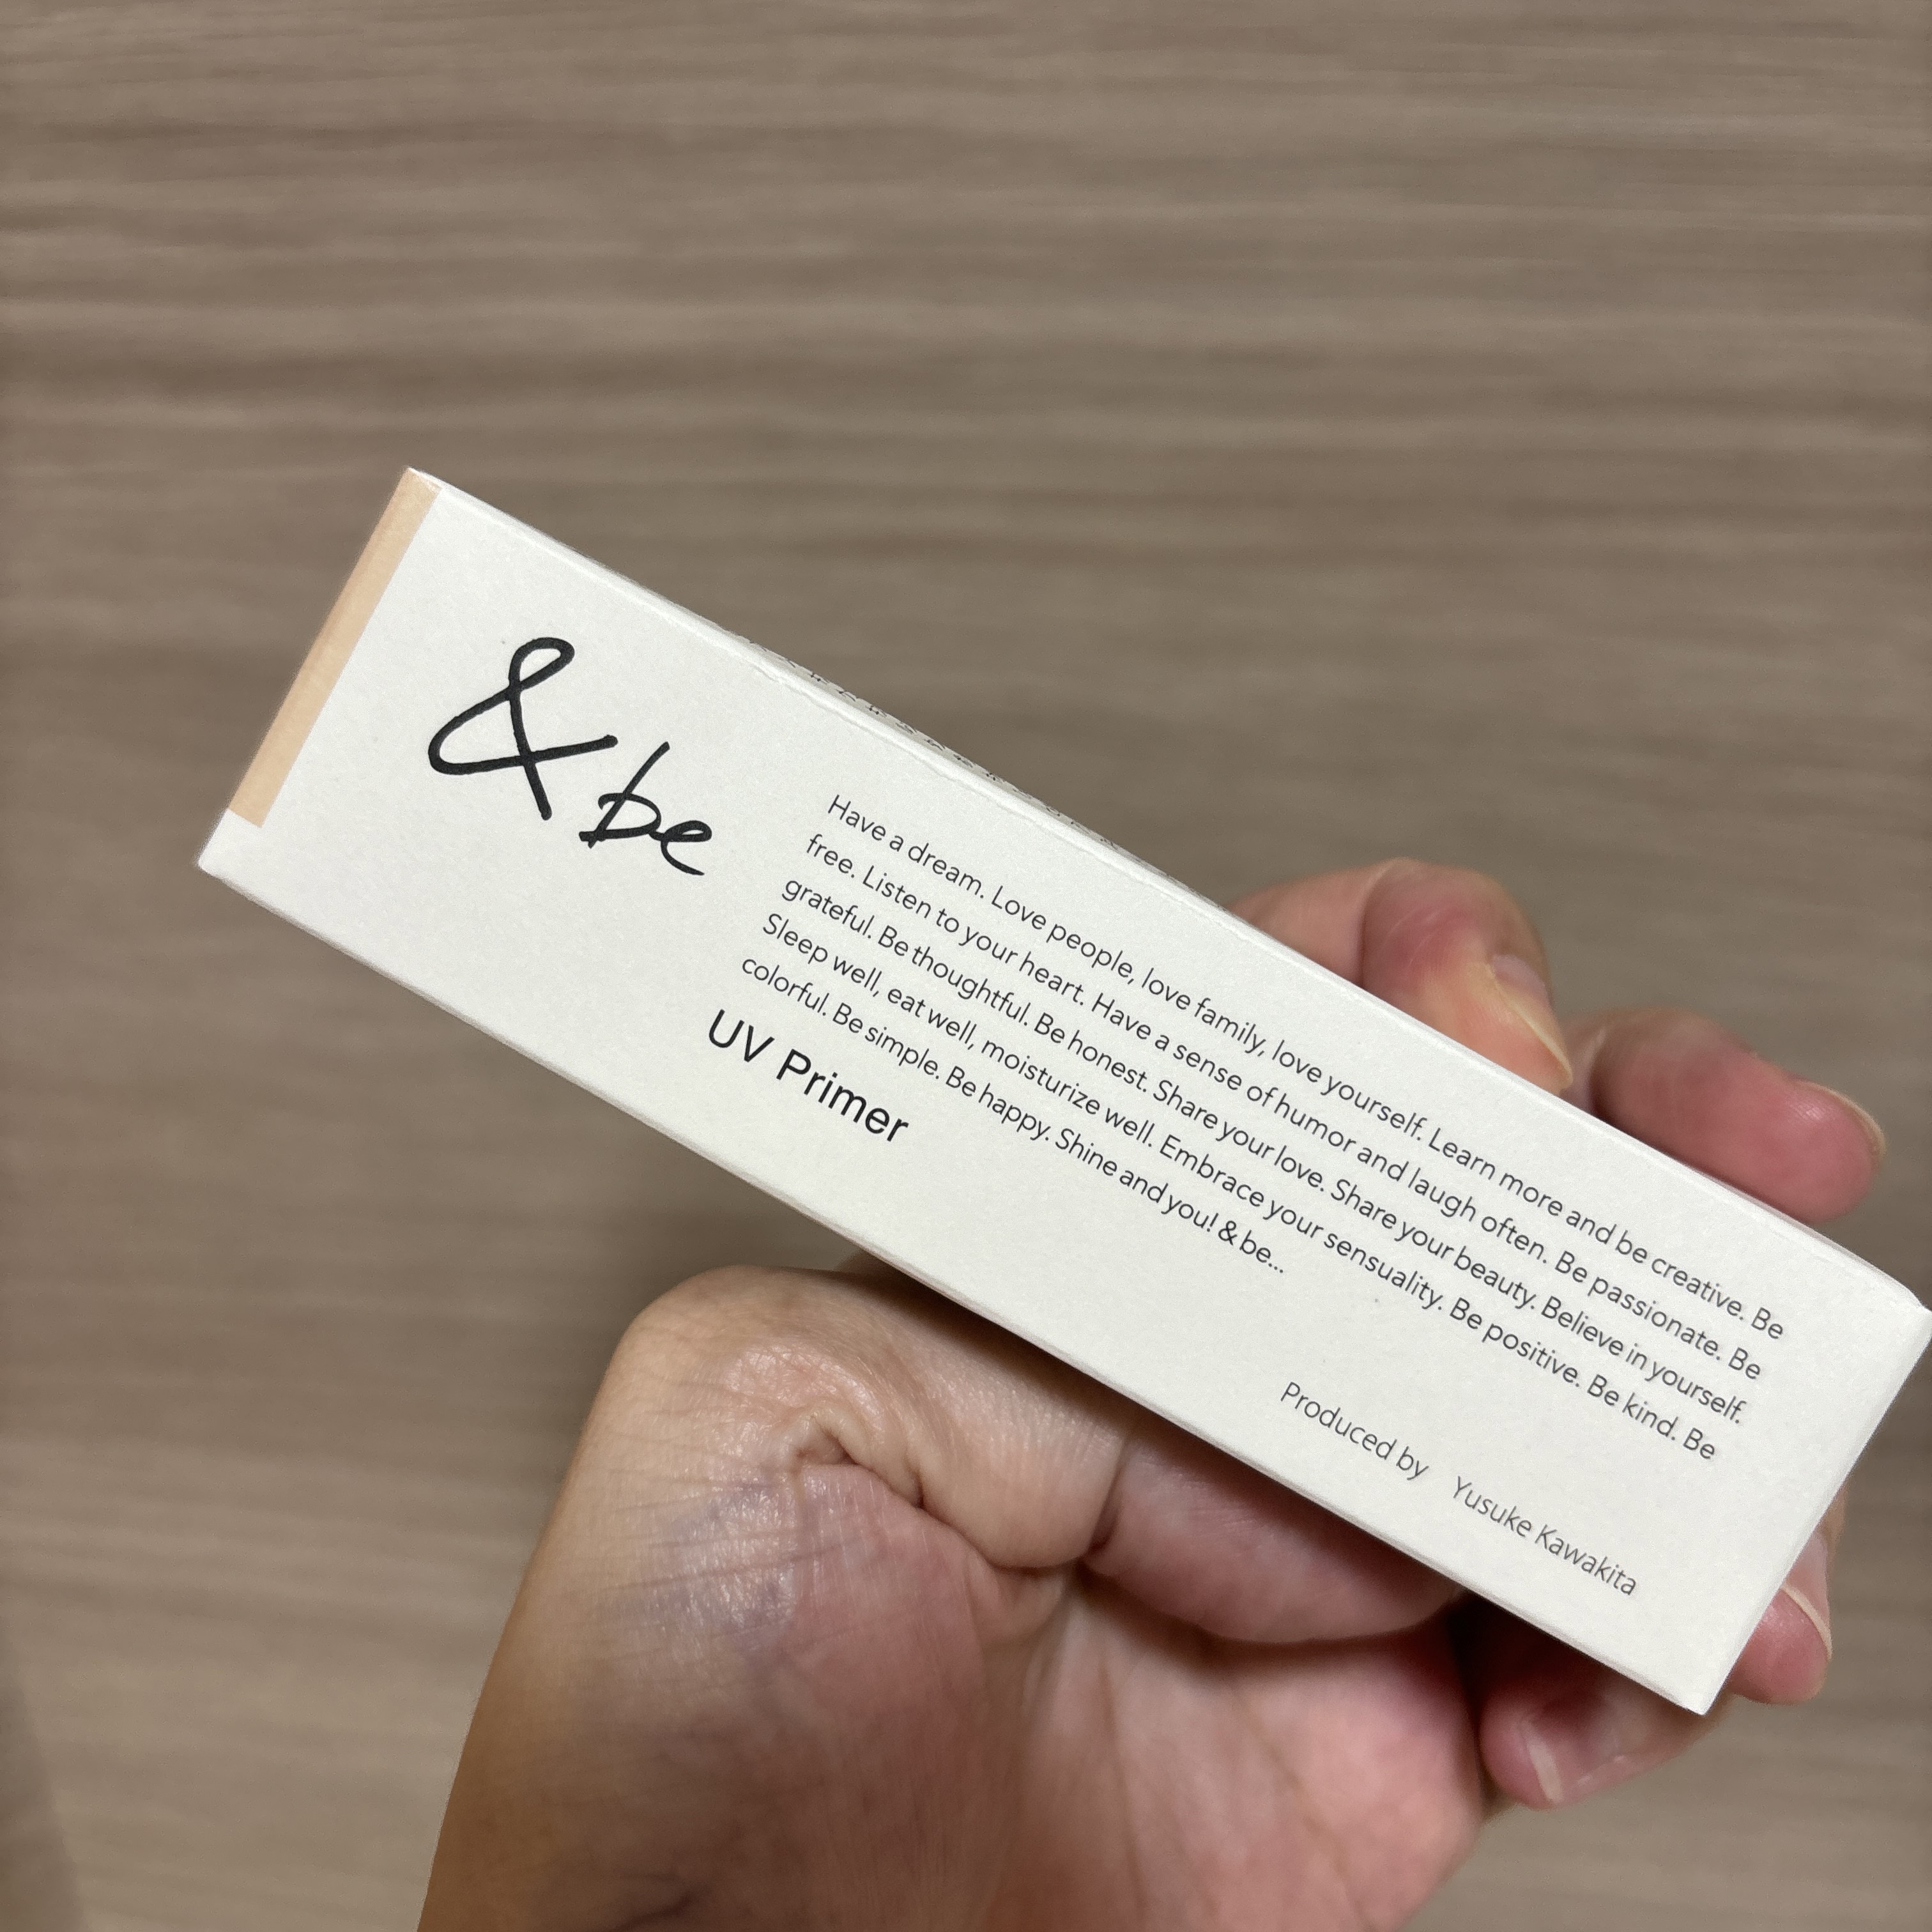 & be
Have a dream. Love people, love family, love yourself. Learn more and be creative. Be
free. Listen to your heart. Have a sense of humor and laugh often. Be passionate. Be
grateful. Be thoughtful. Be honest. Share your love. Share your beauty. Believe in yourself.
Sleep well, eat well, moisturize well. Embrace your sensuality. Be positive. Be kind. Be
colorful. Be simple. Be happy. Shine and you! & be...
UV Primer
Produced by Yusuke Kawakita